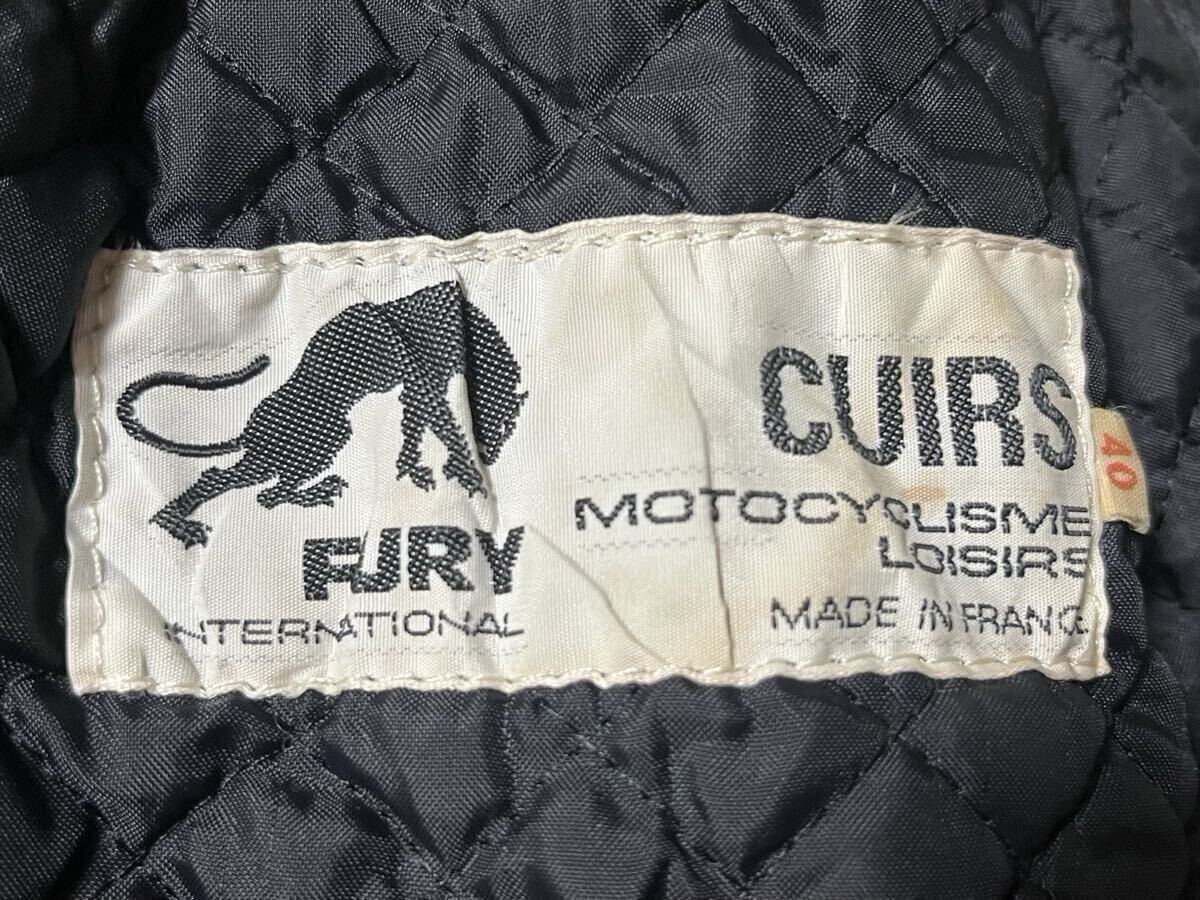 FURY
INTERNATIONAL
CUIRS
MOTOCYCLISME
LOISIRS
MADE IN FRANCE
40